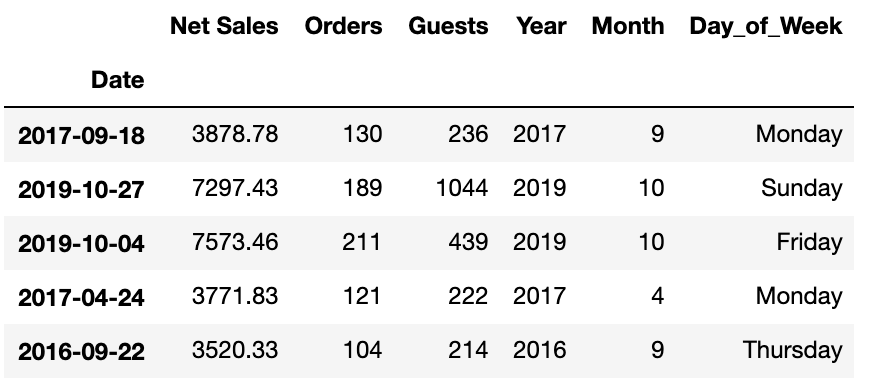 Net Sales Orders Guests Year Month Day_of_Week
Date
2017-09-18 3878.78 130 236 2017 9 Monday
2019-10-27 7297.43 189 1044 2019 10 Sunday
2019-10-04 7573.46 211 439 2019 10 Friday
2017-04-24 3771.83 121 222 2017 4 Monday
2016-09-22 3520.33 104 214 2016 9 Thursday